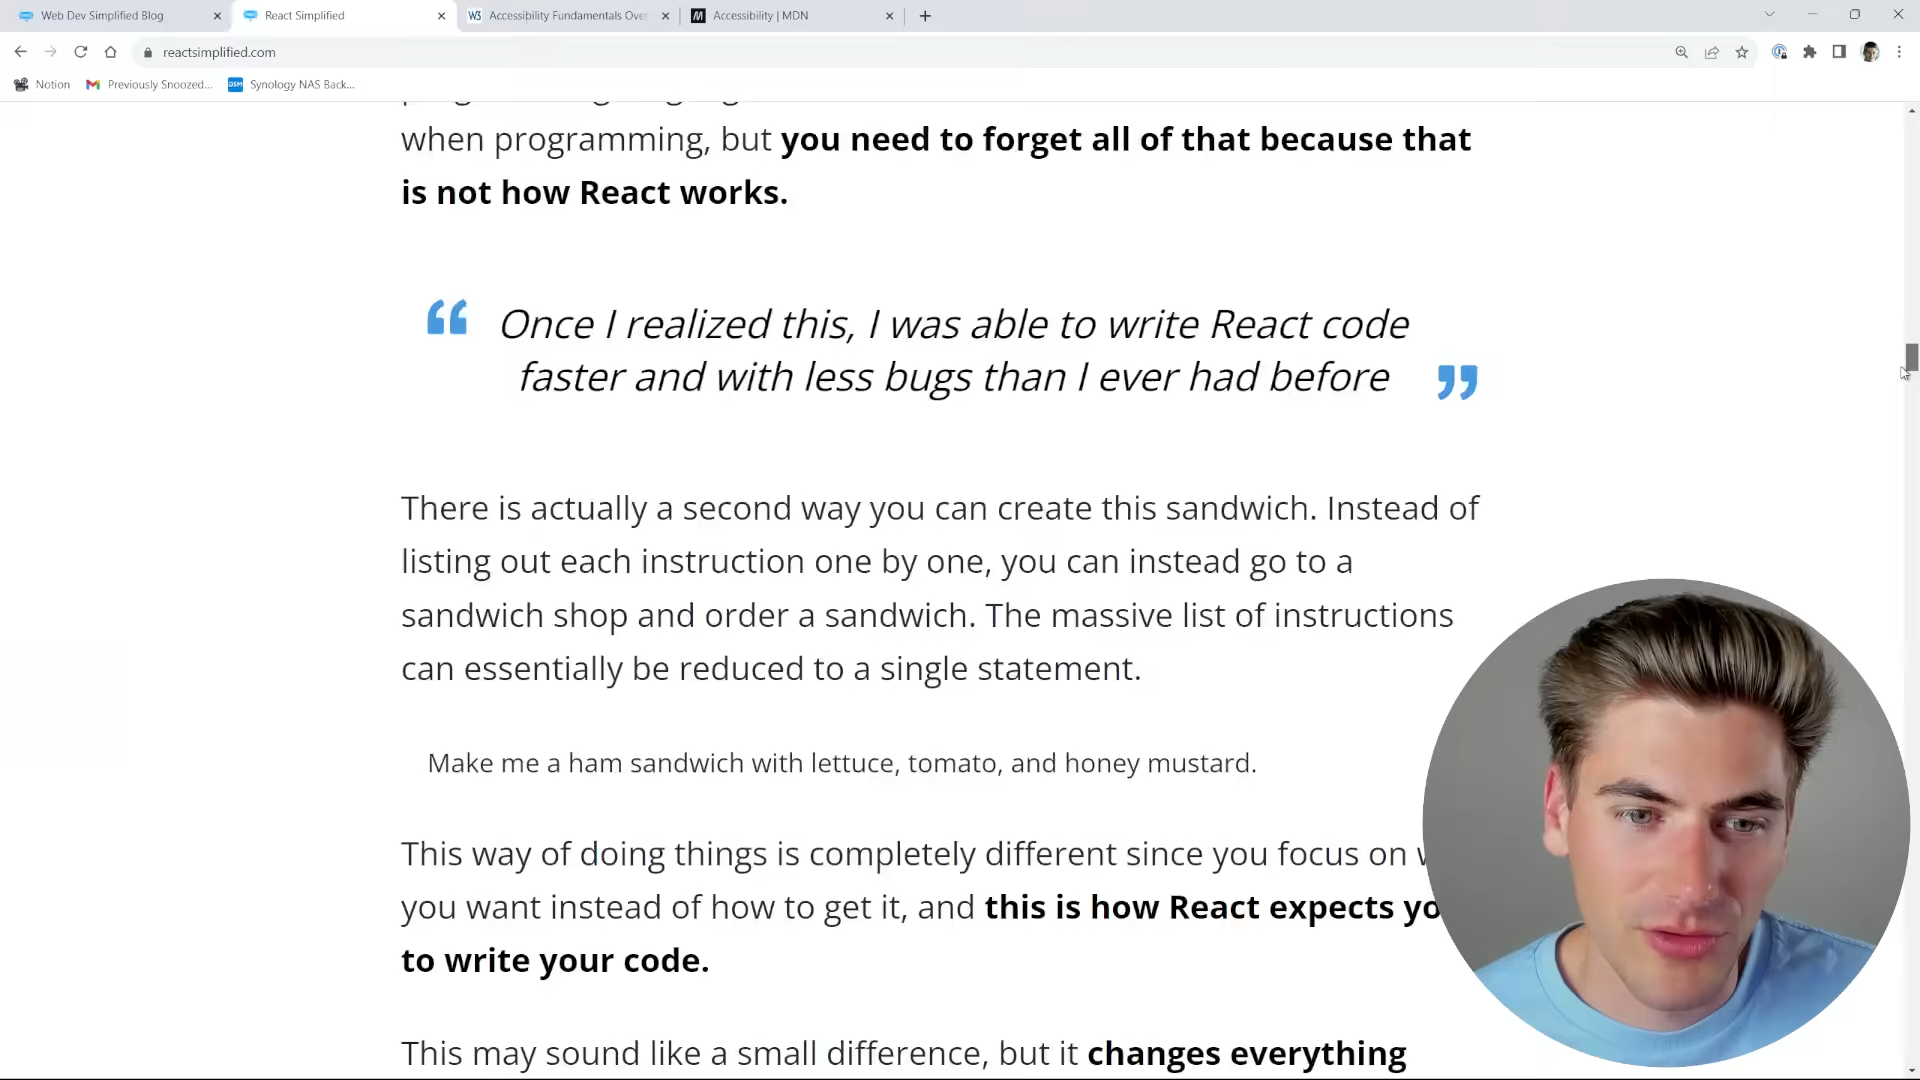 Web Dev Simplified Blog
React Simplified
Accessibility Fundamentals Over
Accessibility | MDN
reactsimplified.com
Notion
Previously Snoozed...
DSM
Synology NAS Back...
when programming, but you need to forget all of that because that
is not how React works.
“ Once I realized this, I was able to write React code
faster and with less bugs than I ever had before ”
There is actually a second way you can create this sandwich. Instead of
listing out each instruction one by one, you can instead go to a
sandwich shop and order a sandwich. The massive list of instructions
can essentially be reduced to a single statement.
Make me a ham sandwich with lettuce, tomato, and honey mustard.
This way of doing things is completely different since you focus on
you want instead of how to get it, and this is how React expects yo
to write your code.
This may sound like a small difference, but it changes everything